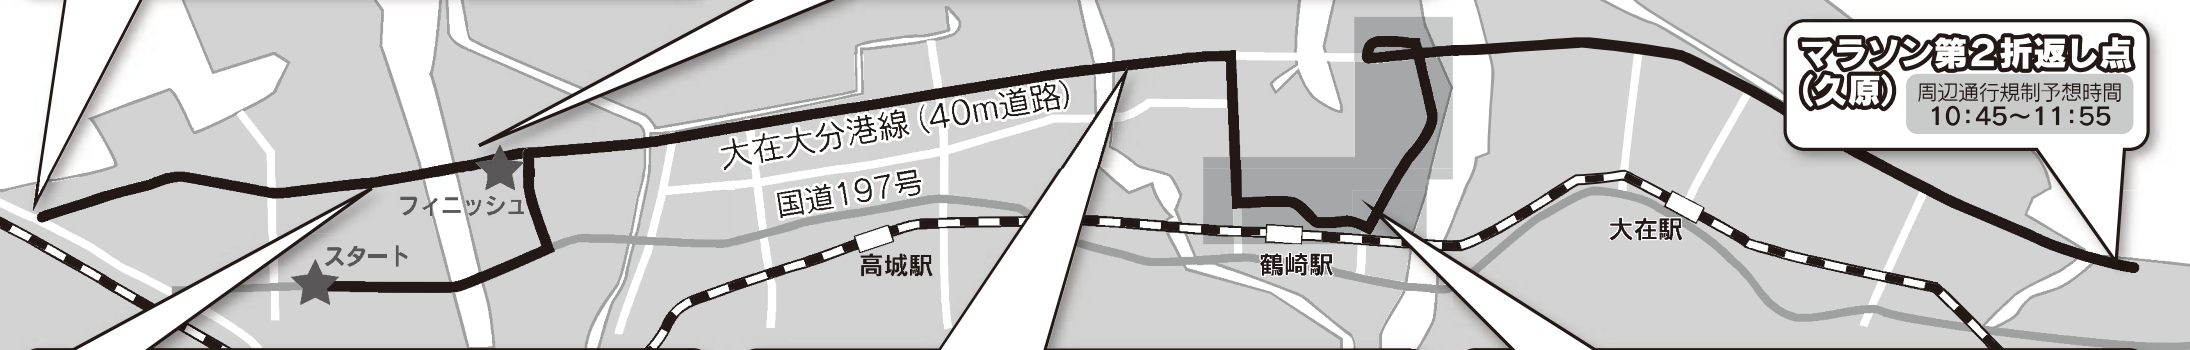 マラソン第2折返し点
(久原)
周辺通行規制予想時間
10:45〜11:55
大在大分港線(40m道路)
国道197号
フィニッシュ
スタート
高城駅
鶴崎駅
大在駅